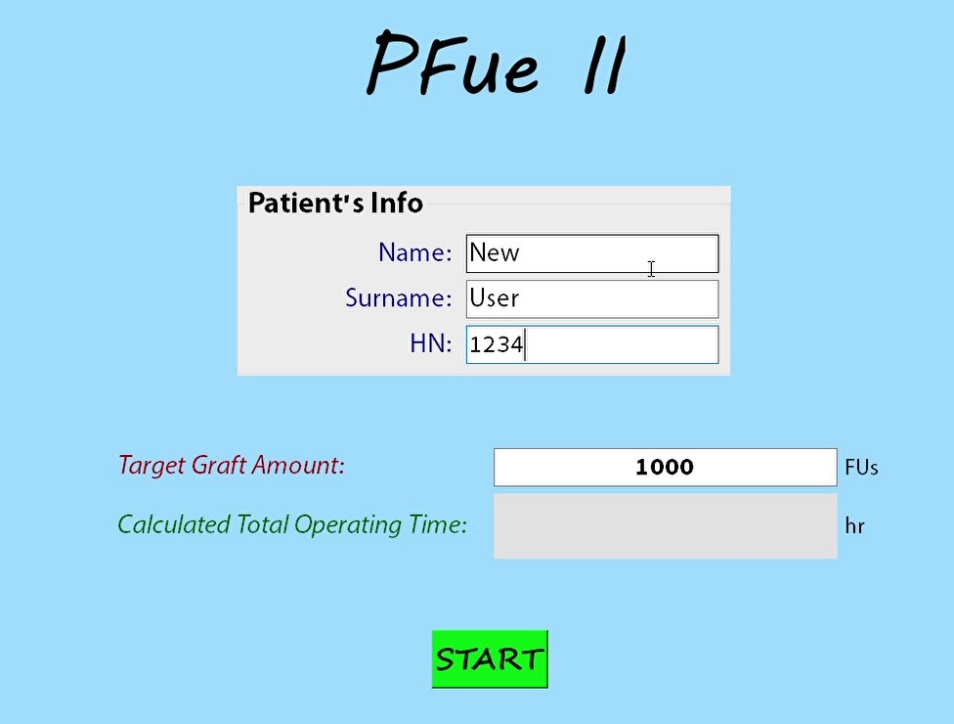 PFue II
Patient's Info
Name: New
Surname: User
HN: 1234
Target Graft Amount: 1000 FUs
Calculated Total Operating Time: hr
START